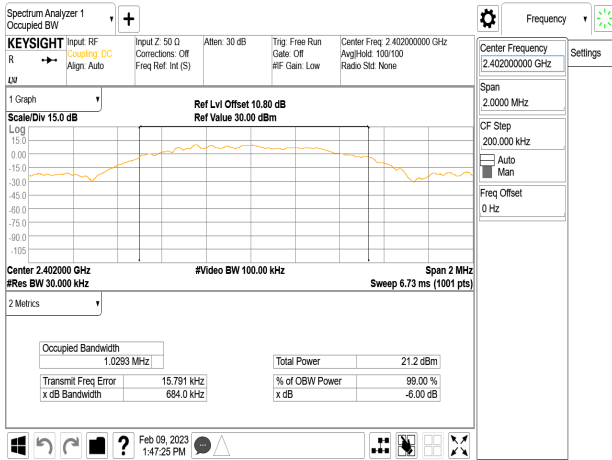 Spectrum Analyzer 1
Occupied BW
Frequency
KEYSIGHT
R
LXI
Input: RF
Coupling: DC
Align: Auto
Input Z: 50 Ω
Corrections: Off
Freq Ref: Int (S)
Atten: 30 dB
Trig: Free Run
Gate: Off
#IF Gain: Low
Center Freq: 2.402000000 GHz
Avg|Hold: 100/100
Radio Std: None
Center Frequency
2.402000000 GHz
Settings
Span
2.0000 MHz
CF Step
200.000 kHz
Auto
Man
Freq Offset
0 Hz
1 Graph
Scale/Div 15.0 dB
Ref Lvl Offset 10.80 dB
Ref Value 30.00 dBm
Log
15.0
0.00
-15.0
-30.0
-45.0
-60.0
-75.0
-90.0
-105
Center 2.402000 GHz
#Video BW 100.00 kHz
Span 2 MHz
#Res BW 30.000 kHz
Sweep 6.73 ms (1001 pts)
2 Metrics
Occupied Bandwidth
1.0293 MHz
Total Power 21.2 dBm
Transmit Freq Error 15.791 kHz
% of OBW Power 99.00 %
x dB Bandwidth 684.0 kHz
x dB -6.00 dB
Feb 09, 2023
1:47:25 PM